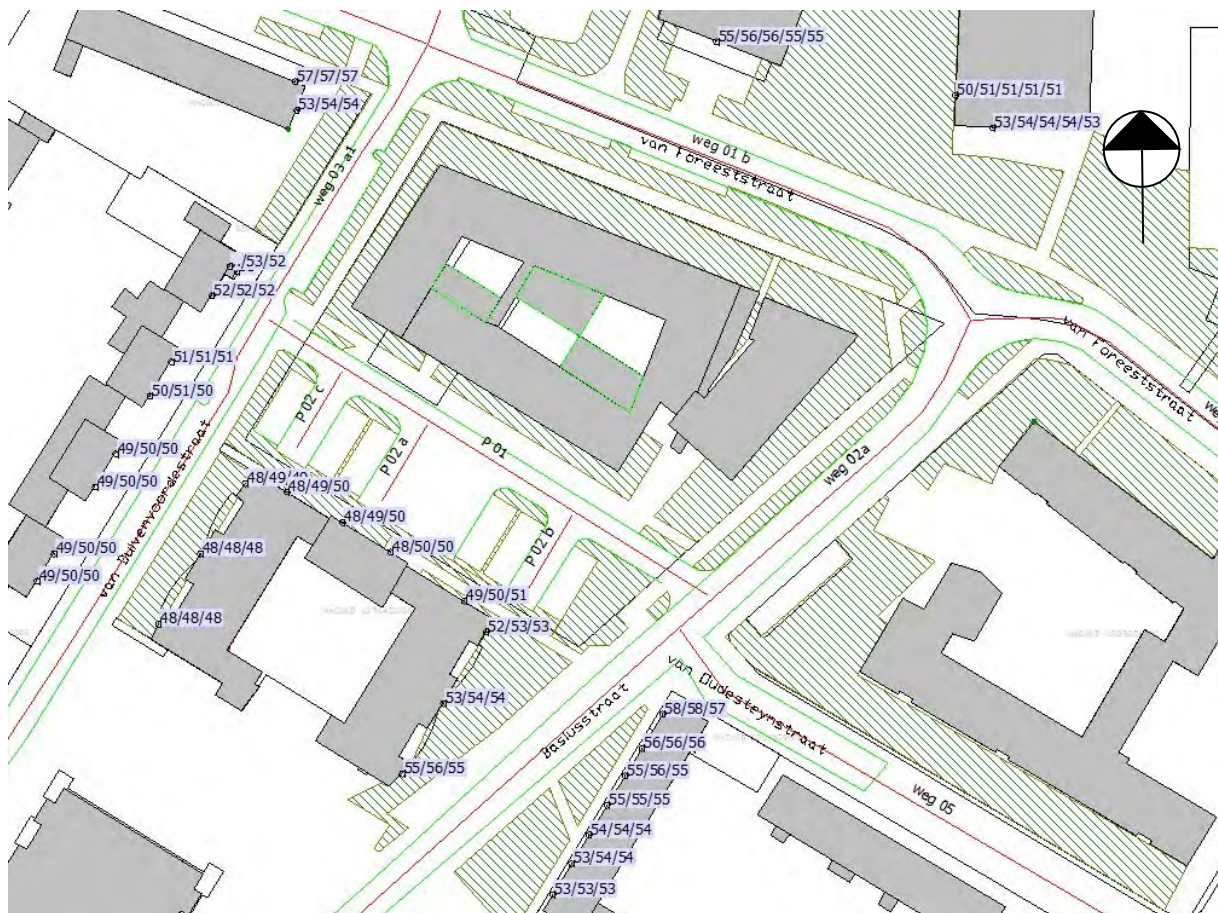 55/56/56/55/55
57/57/57
50/51/51/51/51
53/54/54
53/54/54/54/53
weg 01 b
van Foreeststraat
weg 03 a1
./53/52
52/52/52
van Foreeststraat
51/51/51
50/51/50
P 02 c
we
P 02 a
P 01
49/50/50
weg 02a
49/50/50
48/49/50
48/49/50
van Duivenvoordestraat
P 02 b
49/50/50
48/48/48
48/50/50
49/50/50
49/50/51
48/48/48
52/53/53
van Oudesteynstraat
53/54/54
Basiusstraat
58/58/57
56/56/56
55/56/55
55/56/55
weg 05
55/55/55
54/54/54
53/54/54
53/53/53